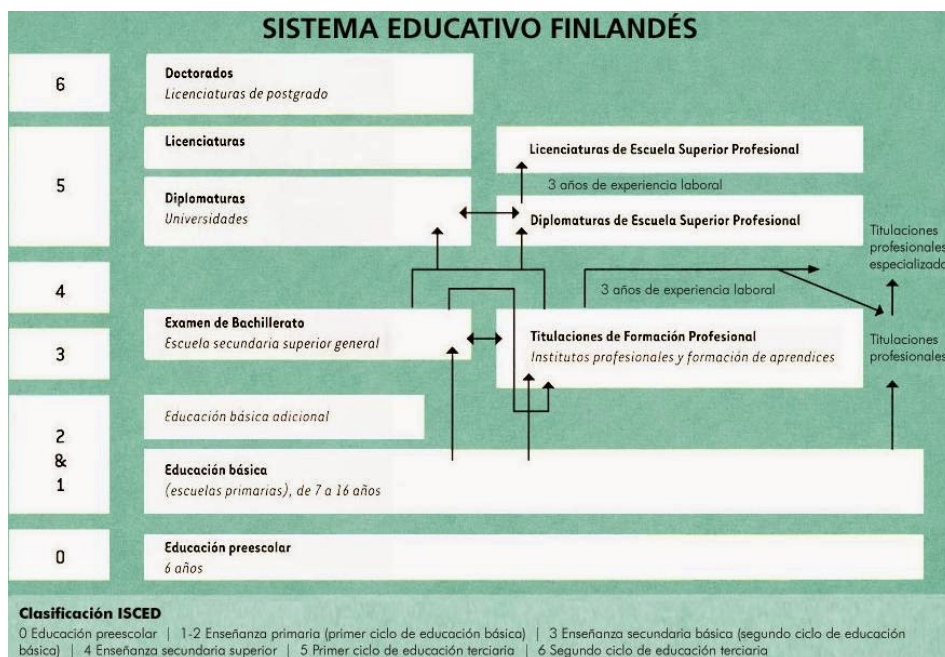 SISTEMA EDUCATIVO FINLANDÉS
6
Doctorados
Licenciaturas de postgrado
5
Licenciaturas
Licenciaturas de Escuela Superior Profesional
3 años de experiencia laboral
Diplomaturas
Universidades
Diplomaturas de Escuela Superior Profesional
Titulaciones
profesionales
especializado
4
3 años de experiencia laboral
3
Examen de Bachillerato
Escuela secundaria superior general
Titulaciones de Formación Profesional
Institutos profesionales y formación de aprendices
Titulaciones
profesionales
2
&
1
Educación básica adicional
Educación básica
(escuelas primarias), de 7 a 16 años
0
Educación preescolar
6 años
Clasificación ISCED
0 Educación preescolar | 1-2 Enseñanza primaria (primer ciclo de educación básica) | 3 Enseñanza secundaria básica (segundo ciclo de educación
básica) | 4 Enseñanza secundaria superior | 5 Primer ciclo de educación terciaria | 6 Segundo ciclo de educación terciaria